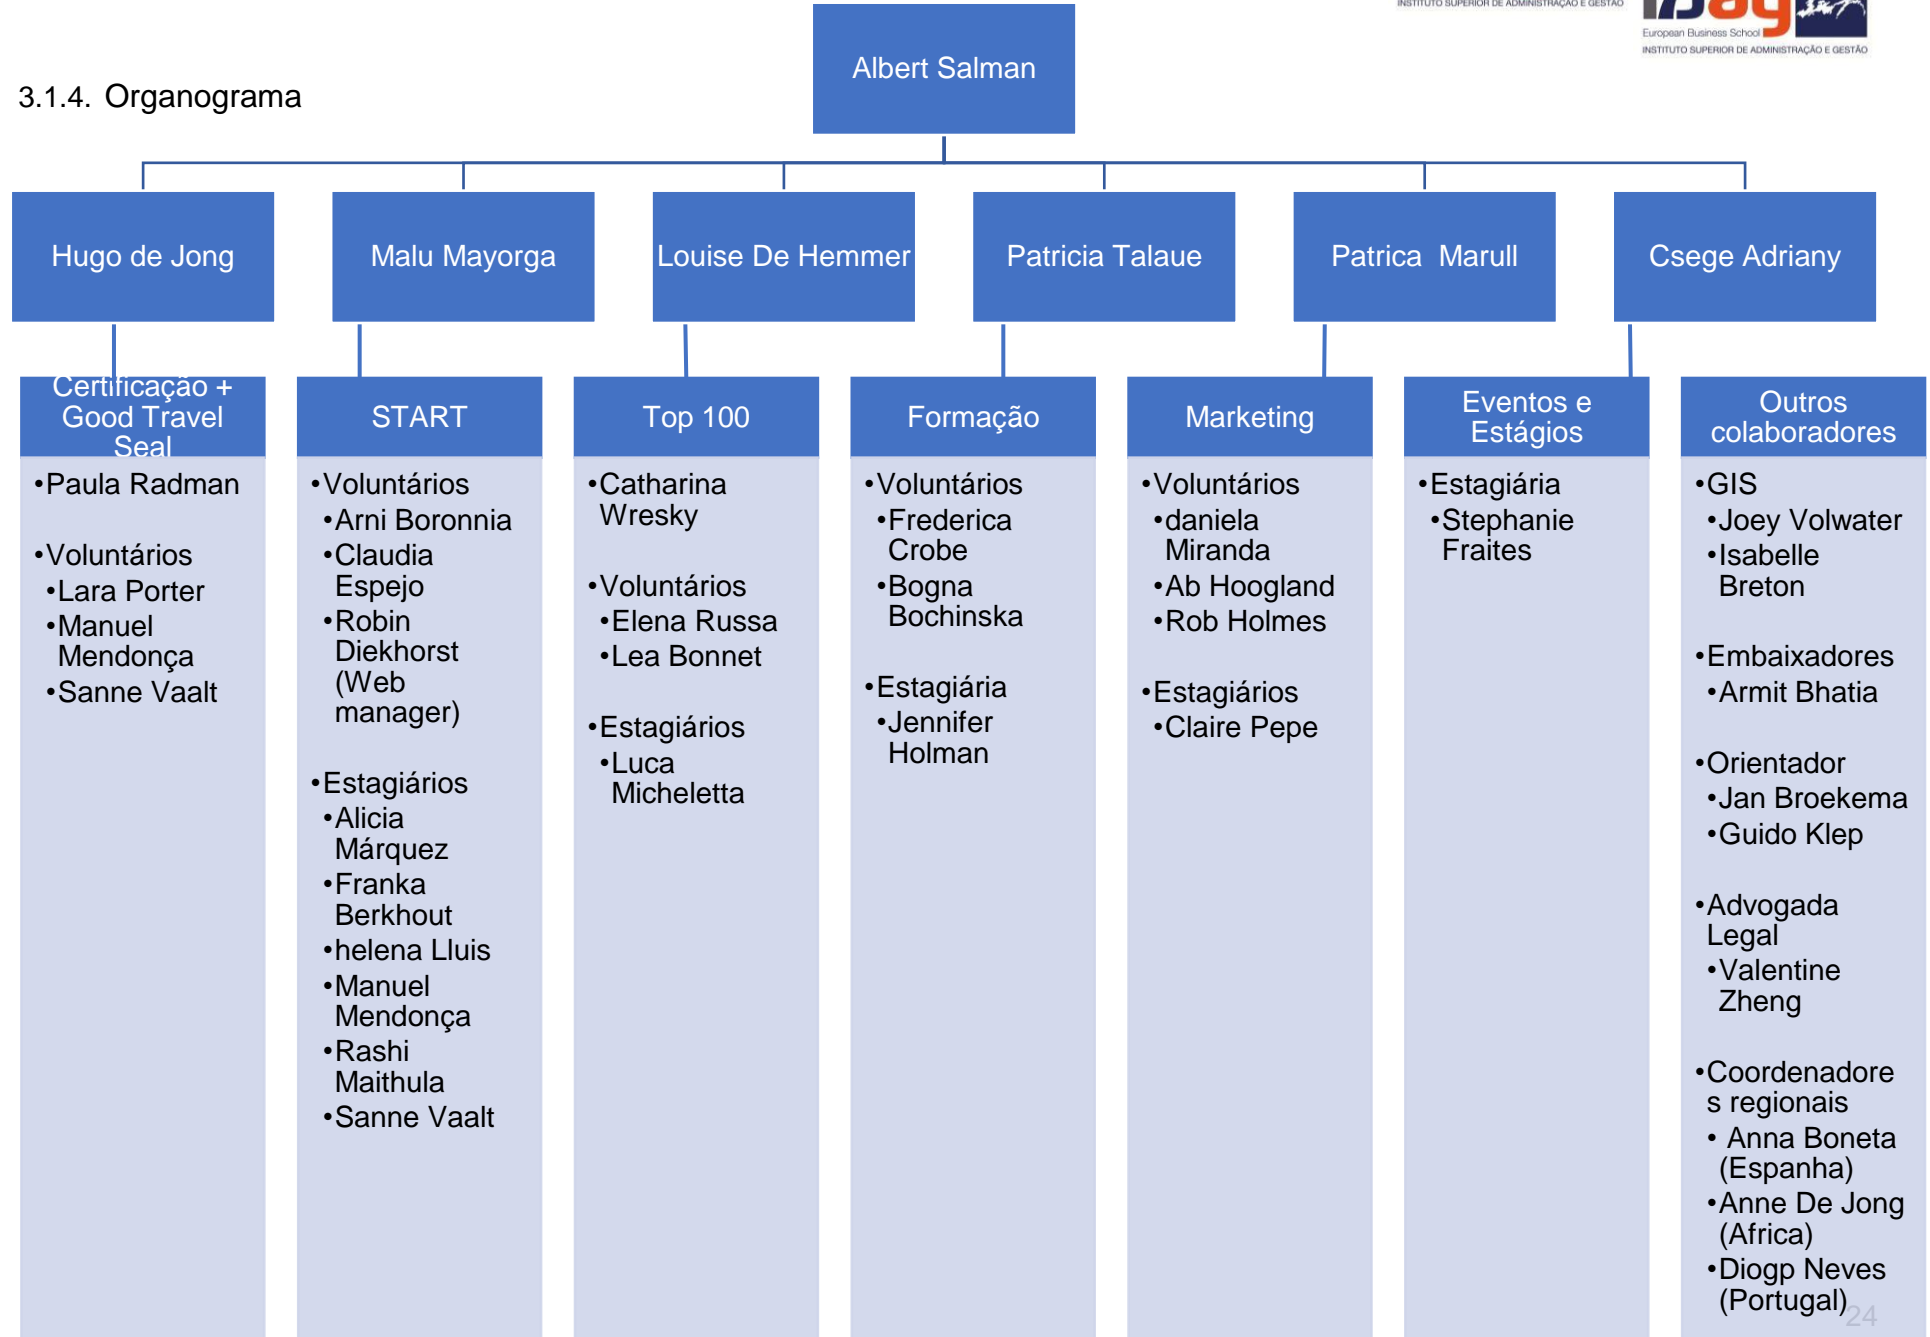 INSTITUTO SUPERIOR DE ADMINISTRAÇÃO E GESTÃO
European Business School
INSTITUTO SUPERIOR DE ADMINISTRAÇÃO E GESTÃO
3.1.4. Organograma
Albert Salman
Hugo de Jong
Malu Mayorga
Louise De Hemmer
Patricia Talaue
Patrica Marull
Csege Adriany
Certificação +
Good Travel
Seal
•Paula Radman
•Voluntários
•Lara Porter
•Manuel
Mendonça
•Sanne Vaalt
START
•Voluntários
•Arni Boronnia
•Claudia
Espejo
•Robin
Diekhorst
(Web
manager)
•Estagiários
•Alicia
Márquez
•Franka
Berkhout
•helena Lluis
•Manuel
Mendonça
•Rashi
Maithula
•Sanne Vaalt
Top 100
•Catharina
Wresky
•Voluntários
•Elena Russa
•Lea Bonnet
•Estagiários
•Luca
Micheletta
Formação
•Voluntários
•Frederica
Crobe
•Bogna
Bochinska
•Estagiária
•Jennifer
Holman
Marketing
•Voluntários
•daniela
Miranda
•Ab Hoogland
•Rob Holmes
•Estagiários
•Claire Pepe
Eventos e
Estágios
•Estagiária
•Stephanie
Fraites
Outros
colaboradores
•GIS
•Joey Volwater
•Isabelle
Breton
•Embaixadores
•Armit Bhatia
•Orientador
•Jan Broekema
•Guido Klep
•Advogada
Legal
•Valentine
Zheng
•Coordenadore
s regionais
• Anna Boneta
(Espanha)
•Anne De Jong
(Africa)
•Diogp Neves
(Portugal)
24